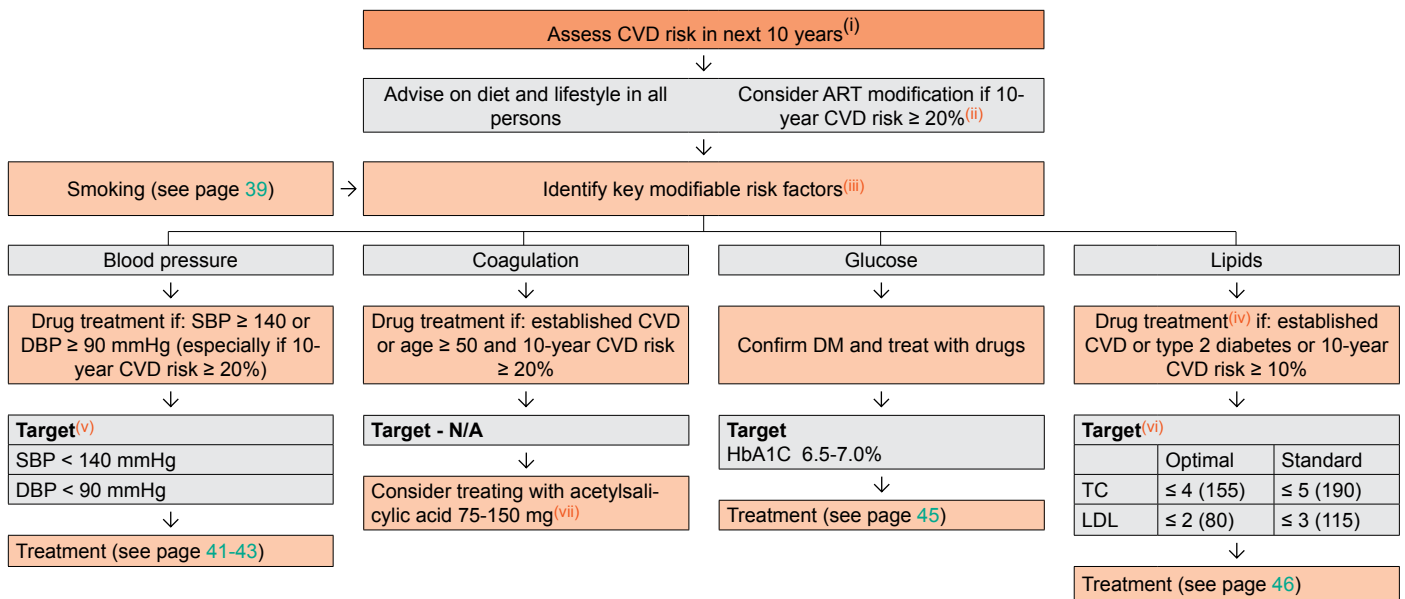 Assess CVD risk in next 10 years(i)
Advise on diet and lifestyle in all
persons
Consider ART modification if 10-
year CVD risk ≥ 20%(ii)
Smoking (see page 39)
Identify key modifiable risk factors(iii)
Blood pressure
Drug treatment if: SBP ≥ 140 or
DBP ≥ 90 mmHg (especially if 10-
year CVD risk ≥ 20%)
Target(v)
SBP < 140 mmHg
DBP < 90 mmHg
Treatment (see page 41-43)
Coagulation
Drug treatment if: established CVD
or age ≥ 50 and 10-year CVD risk
≥ 20%
Target - N/A
Consider treating with acetylsali-
cylic acid 75-150 mg(vii)
Glucose
Confirm DM and treat with drugs
Target
HbA1C 6.5-7.0%
Treatment (see page 45)
Lipids
Drug treatment(iv) if: established
CVD or type 2 diabetes or 10-year
CVD risk ≥ 10%
Target(vi)
Optimal Standard
TC ≤ 4 (155) ≤ 5 (190)
LDL ≤ 2 (80) ≤ 3 (115)
Treatment (see page 46)